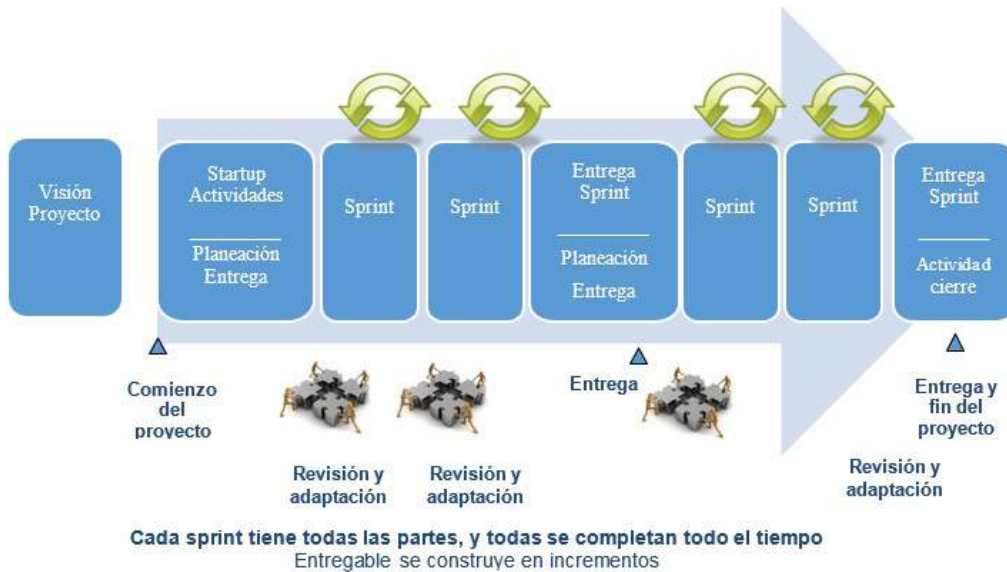 Visión
Proyecto
Startup
Actividades
Planeación
Entrega
Sprint
Sprint
Entrega
Sprint
Planeación
Entrega
Sprint
Sprint
Entrega
Sprint
Actividad
cierre
Comienzo
del
proyecto
Entrega
Entrega y
fin del
proyecto
Revisión y
adaptación
Revisión y
adaptación
Revisión y
adaptación
Cada sprint tiene todas las partes, y todas se completan todo el tiempo
Entregable se construye en incrementos